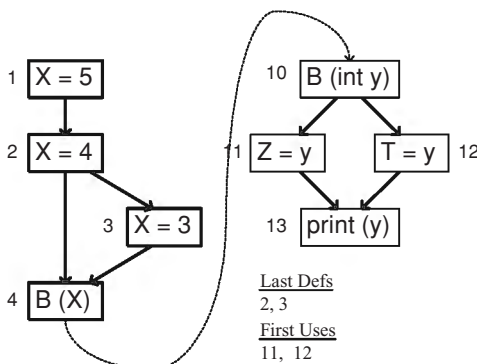 1 X = 5
2 X = 4
3 X = 3
4 B (X)
10 B (int y)
11 Z = y
T = y 12
13 print (y)
Last Defs
2, 3
First Uses
11, 12